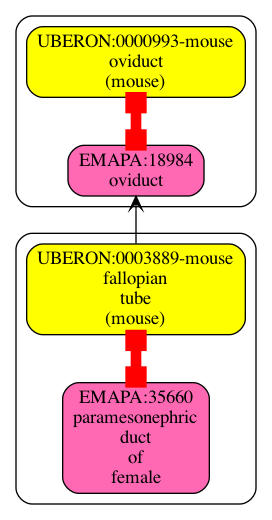 UBERON:0000993-mouse
oviduct
(mouse)
EMAPA:18984
oviduct
UBERON:0003889-mouse
fallopian
tube
(mouse)
EMAPA:35660
paramesonephric
duct
of
female